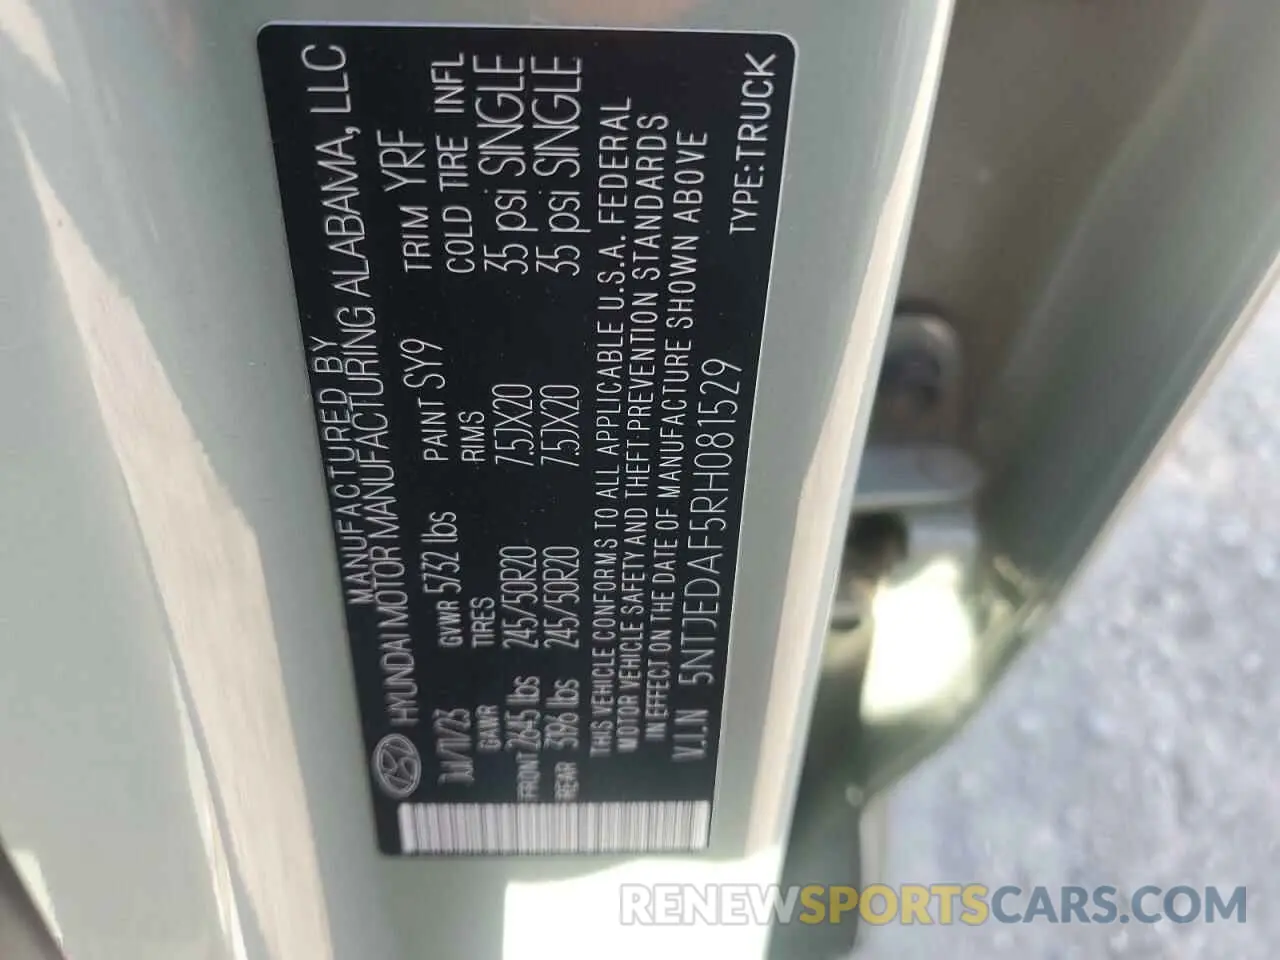 MANUFACTURED BY
HYUNDAI MOTOR MANUFACTURING ALABAMA, LLC
GVWR 5732 lbs PAINT SY9 TRIM YRF
GAWR TIRES RIMS COLD TIRE INFL
FRONT 2645 lbs 245/50R20 7.5JX20 35 psi SINGLE
REAR 3196 lbs 245/50R20 7.5JX20 35 psi SINGLE
THIS VEHICLE CONFORMS TO ALL APPLICABLE U.S.A. FEDERAL
MOTOR VEHICLE SAFETY AND THEFT PREVENTION STANDARDS
IN EFFECT ON THE DATE OF MANUFACTURE SHOWN ABOVE
V.I.N 5NTJEDAF5RH081529
TYPE:TRUCK
RENEWSPORTSCARS.COM